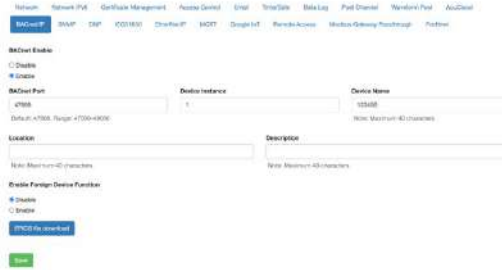 Network Network IPv6 Certificate Management Access Control Email Time/Date Data Log Post Channel Waveform Post AcuCloud
BACnet/IP SNMP DNP IEC61850 EtherNet/IP MQTT Google IoT Remote Access Modbus Gateway Passthrough Profinet
BACnet Enable
Disable
Enable
BACnet Port Device Instance Device Name
47808 1
Default: 47808, Range: 47808~49000 Note: Maximum 40 characters
Location Description
Note: Maximum 40 characters Note: Maximum 40 characters
Enable Foreign Device Function
Disable
Enable
EPICS file download
Save